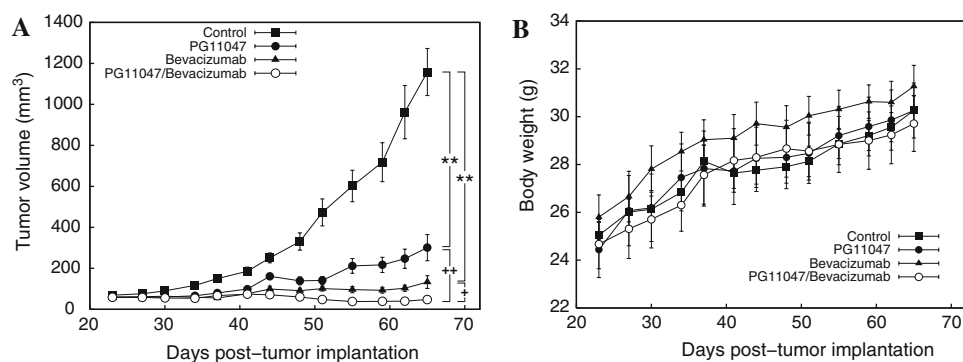 A
1400
1200
1000
800
600
400
200
0
20 30 40 50 60 70
Tumor volume (mm³)
Days post–tumor implantation
Control
PG11047
Bevacizumab
PG11047/Bevacizumab
**
**
++
+
B
32
30
28
26
24
22
20 30 40 50 60 70
Body weight (g)
Days post–tumor implantation
Control
PG11047
Bevacizumab
PG11047/Bevacizumab